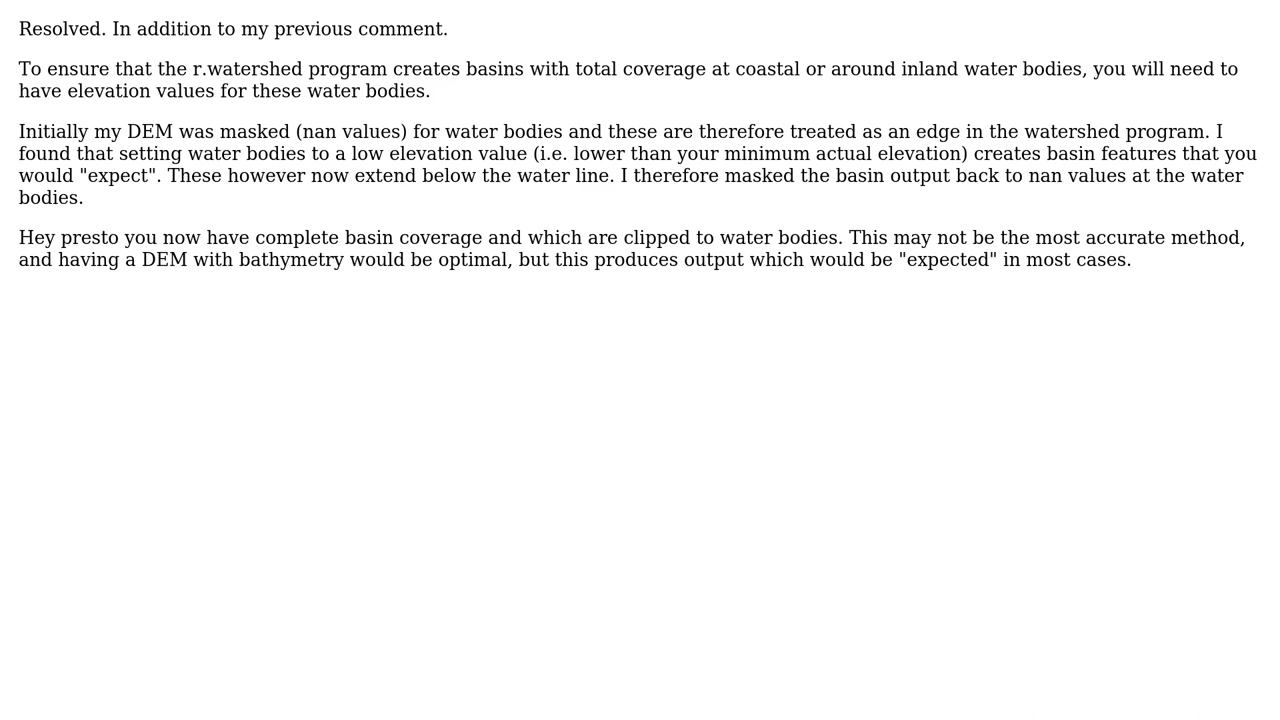 Resolved. In addition to my previous comment.
To ensure that the r.watershed program creates basins with total coverage at coastal or around inland water bodies, you will need to
have elevation values for these water bodies.
Initially my DEM was masked (nan values) for water bodies and these are therefore treated as an edge in the watershed program. I
found that setting water bodies to a low elevation value (i.e. lower than your minimum actual elevation) creates basin features that you
would "expect". These however now extend below the water line. I therefore masked the basin output back to nan values at the water
bodies.
Hey presto you now have complete basin coverage and which are clipped to water bodies. This may not be the most accurate method,
and having a DEM with bathymetry would be optimal, but this produces output which would be "expected" in most cases.